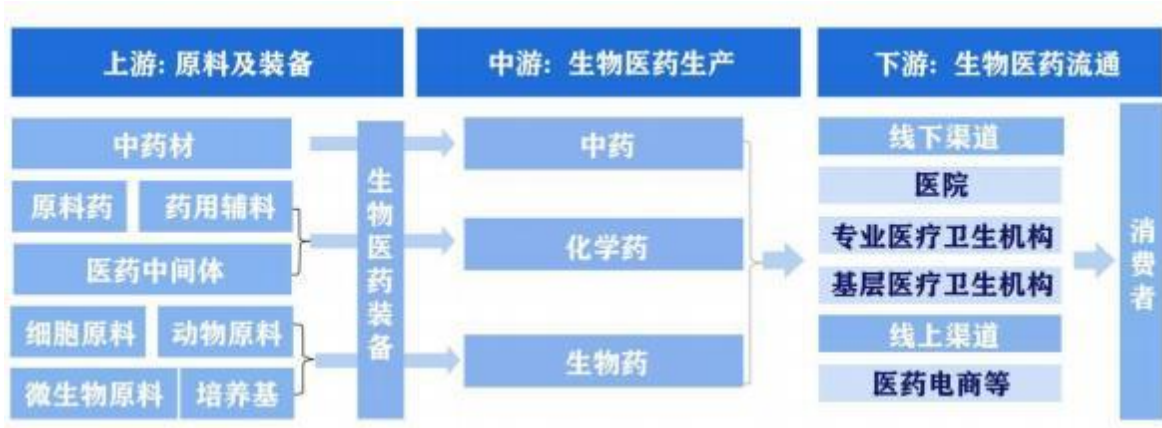 上游: 原料及装备
中游: 生物医药生产
下游: 生物医药流通
中药材
原料药
药用辅料
医药中间体
细胞原料
动物原料
微生物原料
培养基
生物医药装备
中药
化学药
生物药
线下渠道
医院
专业医疗卫生机构
基层医疗卫生机构
线上渠道
医药电商等
消费者